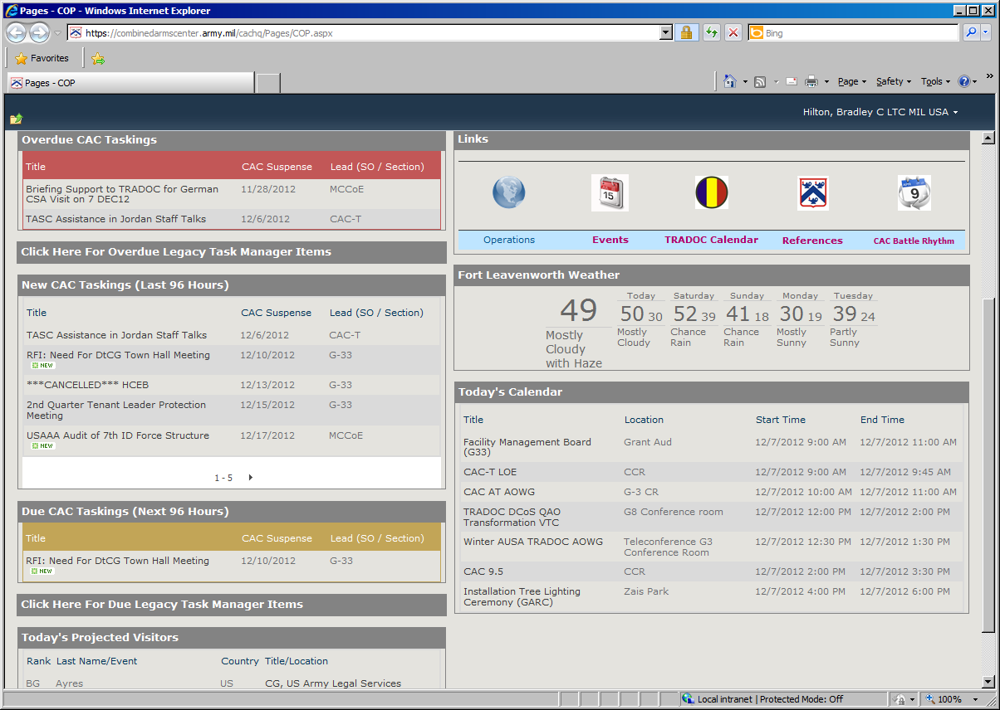 Pages - COP - Windows Internet Explorer
https://combinedarmscenter.army.mil/cachq/Pages/COP.aspx
Bing
Favorites
Pages - COP
Page Safety Tools
Hilton, Bradley C LTC MIL USA
Overdue CAC Taskings
Title CAC Suspense Lead (SO / Section)
Briefing Support to TRADOC for German
CSA Visit on 7 DEC12 11/28/2012 MCCoE
TASC Assistance in Jordan Staff Talks 12/6/2012 CAC-T
Click Here For Overdue Legacy Task Manager Items
New CAC Taskings (Last 96 Hours)
Title CAC Suspense Lead (SO / Section)
TASC Assistance in Jordan Staff Talks 12/6/2012 CAC-T
RFI: Need For DtCG Town Hall Meeting 12/10/2012 G-33
NEW
***CANCELLED*** HCEB 12/13/2012 G-33
2nd Quarter Tenant Leader Protection
Meeting 12/15/2012 G-33
USAAA Audit of 7th ID Force Structure 12/17/2012 MCCoE
NEW
1 - 5
Due CAC Taskings (Next 96 Hours)
Title CAC Suspense Lead (SO / Section)
RFI: Need For DtCG Town Hall Meeting 12/10/2012 G-33
NEW
Click Here For Due Legacy Task Manager Items
Today's Projected Visitors
Rank Last Name/Event Country Title/Location
BG Ayres US CG, US Army Legal Services
Links
15
9
Operations Events TRADOC Calendar References CAC Battle Rhythm
Fort Leavenworth Weather
49
Mostly
Cloudy
with Haze
Today
50 30
Mostly
Cloudy
Saturday
52 39
Chance
Rain
Sunday
41 18
Chance
Rain
Monday
30 19
Mostly
Sunny
Tuesday
39 24
Partly
Sunny
Today's Calendar
Title Location Start Time End Time
Facility Management Board
(G33) Grant Aud 12/7/2012 9:00 AM 12/7/2012 11:00 AM
CAC-T LOE CCR 12/7/2012 9:00 AM 12/7/2012 9:45 AM
CAC AT AOWG G-3 CR 12/7/2012 10:00 AM 12/7/2012 11:00 AM
TRADOC DCoS QAO
Transformation VTC G8 Conference room 12/7/2012 12:00 PM 12/7/2012 2:00 PM
Winter AUSA TRADOC AOWG Teleconference G3
Conference Room 12/7/2012 12:30 PM 12/7/2012 1:30 PM
CAC 9.5 CCR 12/7/2012 2:00 PM 12/7/2012 3:30 PM
Installation Tree Lighting
Ceremony (GARC) Zais Park 12/7/2012 4:00 PM 12/7/2012 6:00 PM
Local intranet | Protected Mode: Off
100%